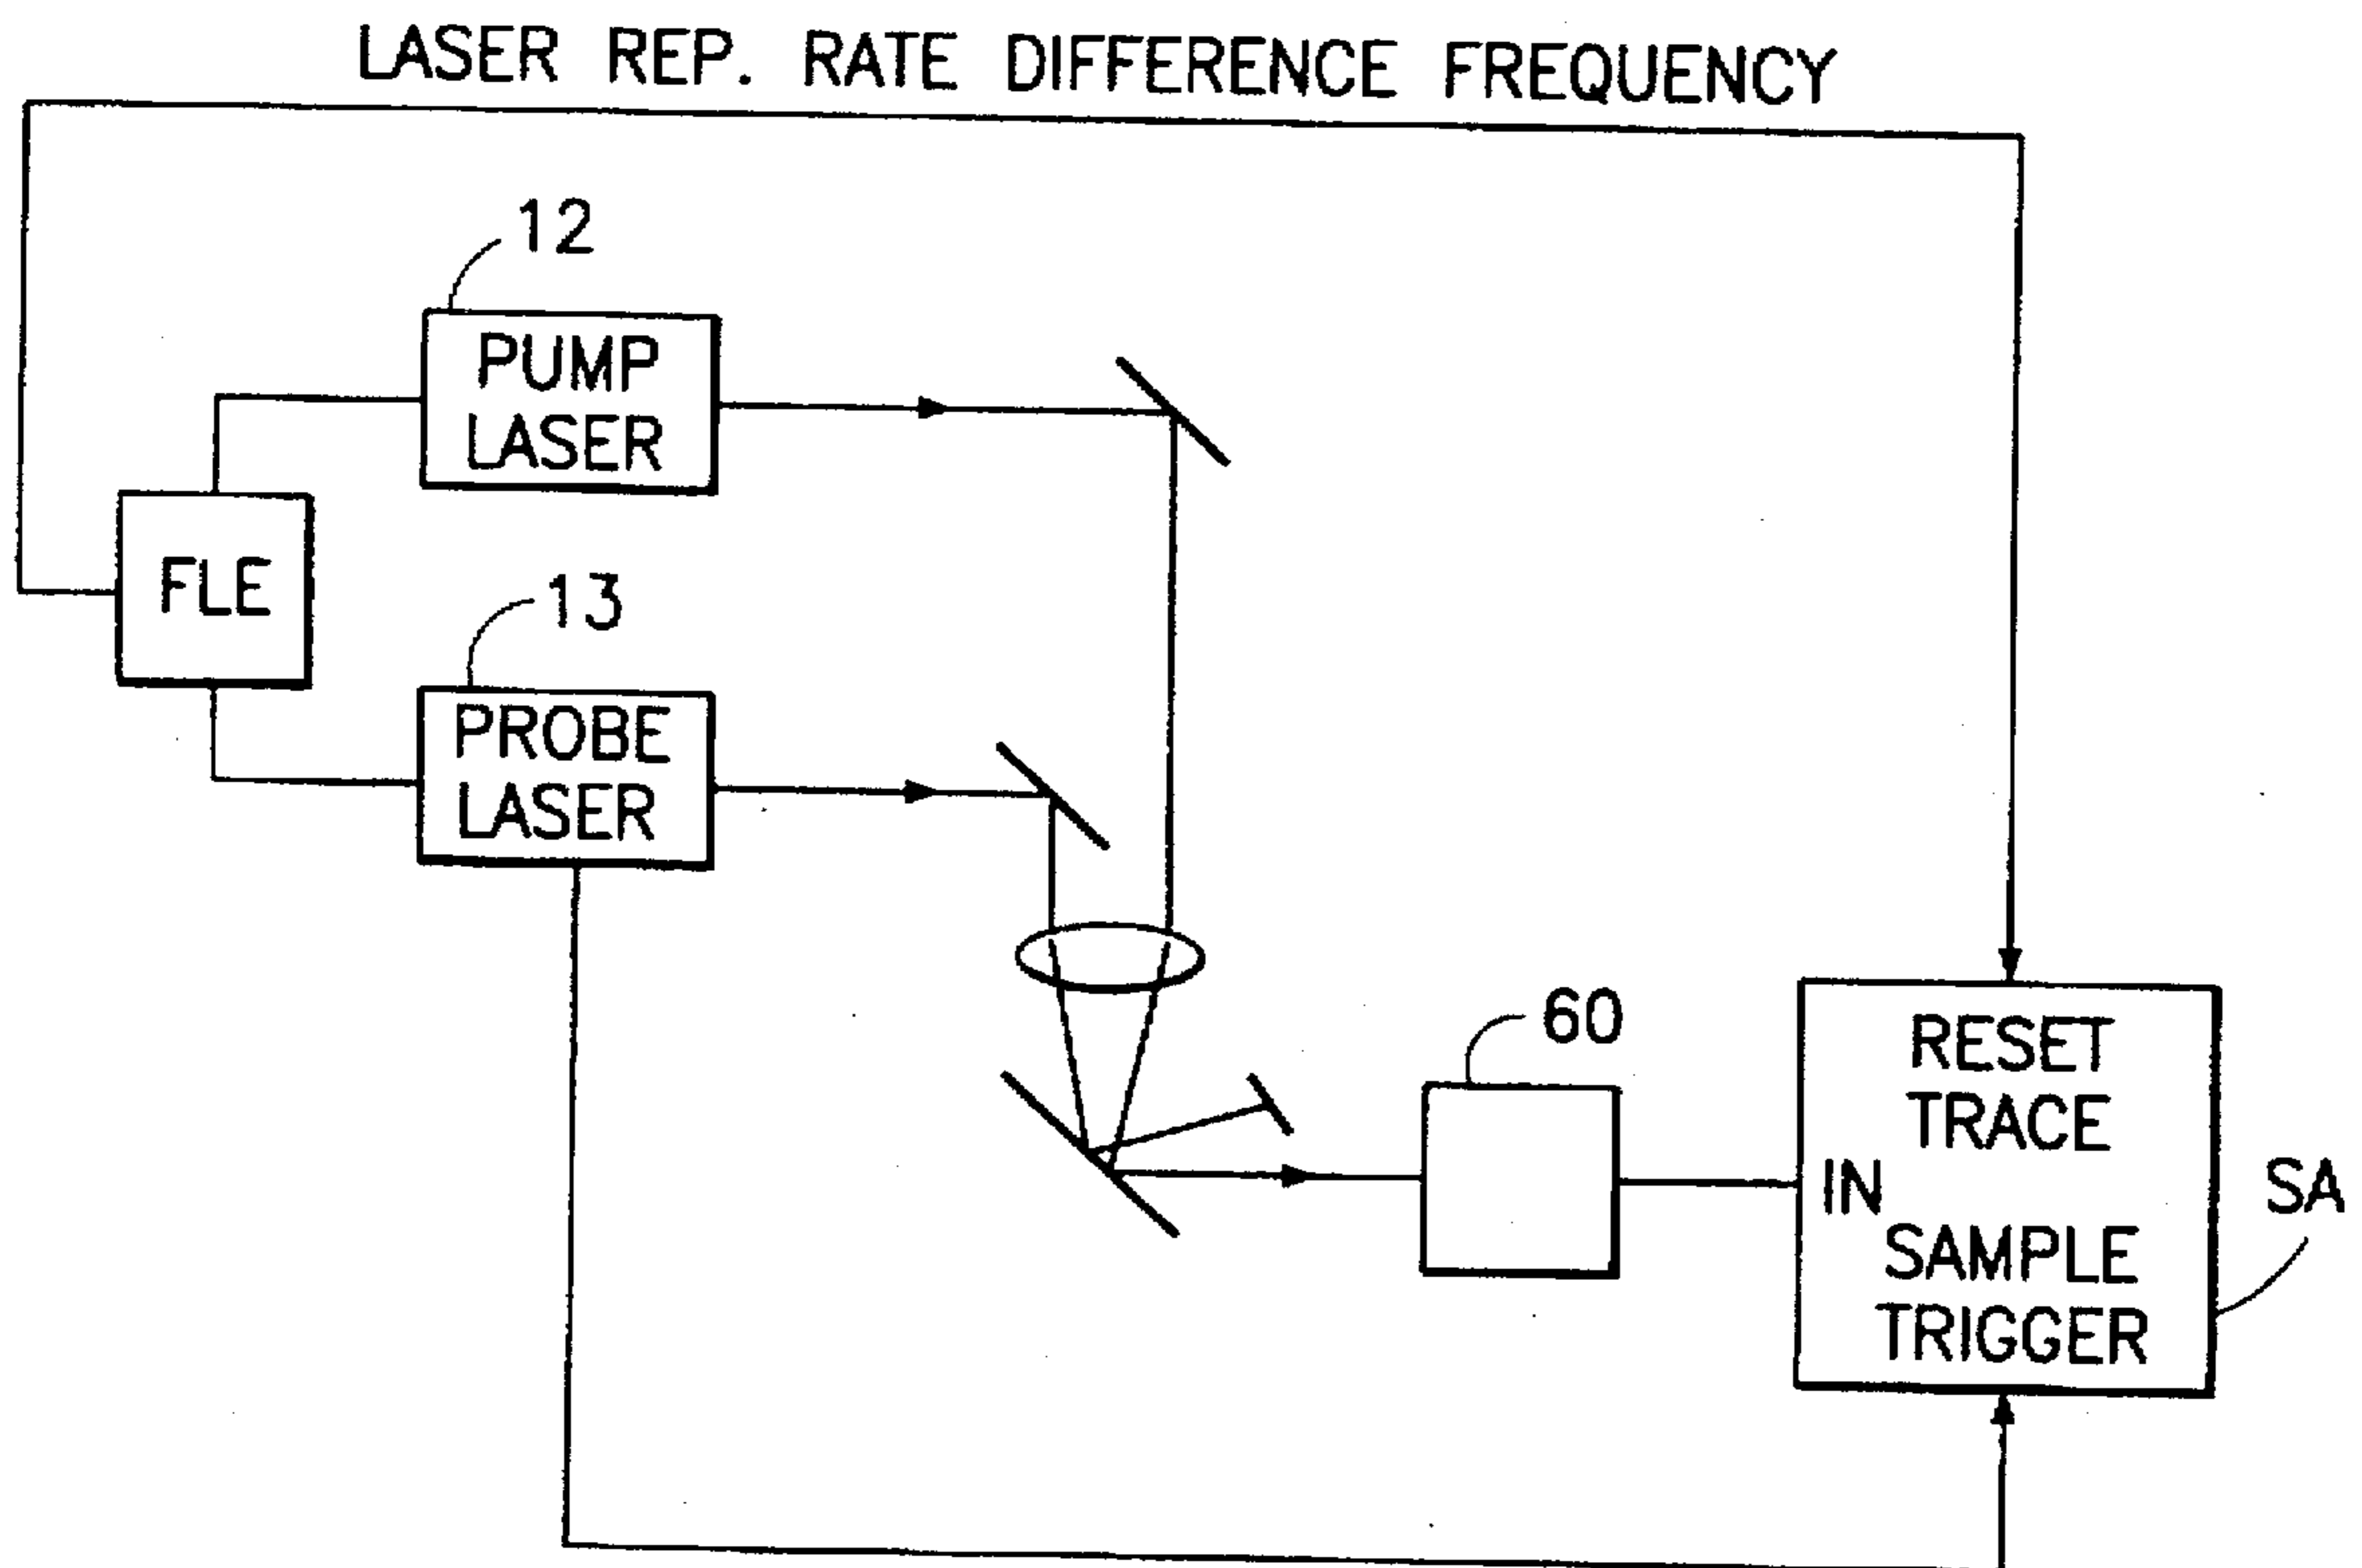 LASER REP. RATE DIFFERENCE FREQUENCY
12
PUMP
LASER
FLE
13
PROBE
LASER
60
RESET
TRACE
IN
SA
SAMPLE
TRIGGER